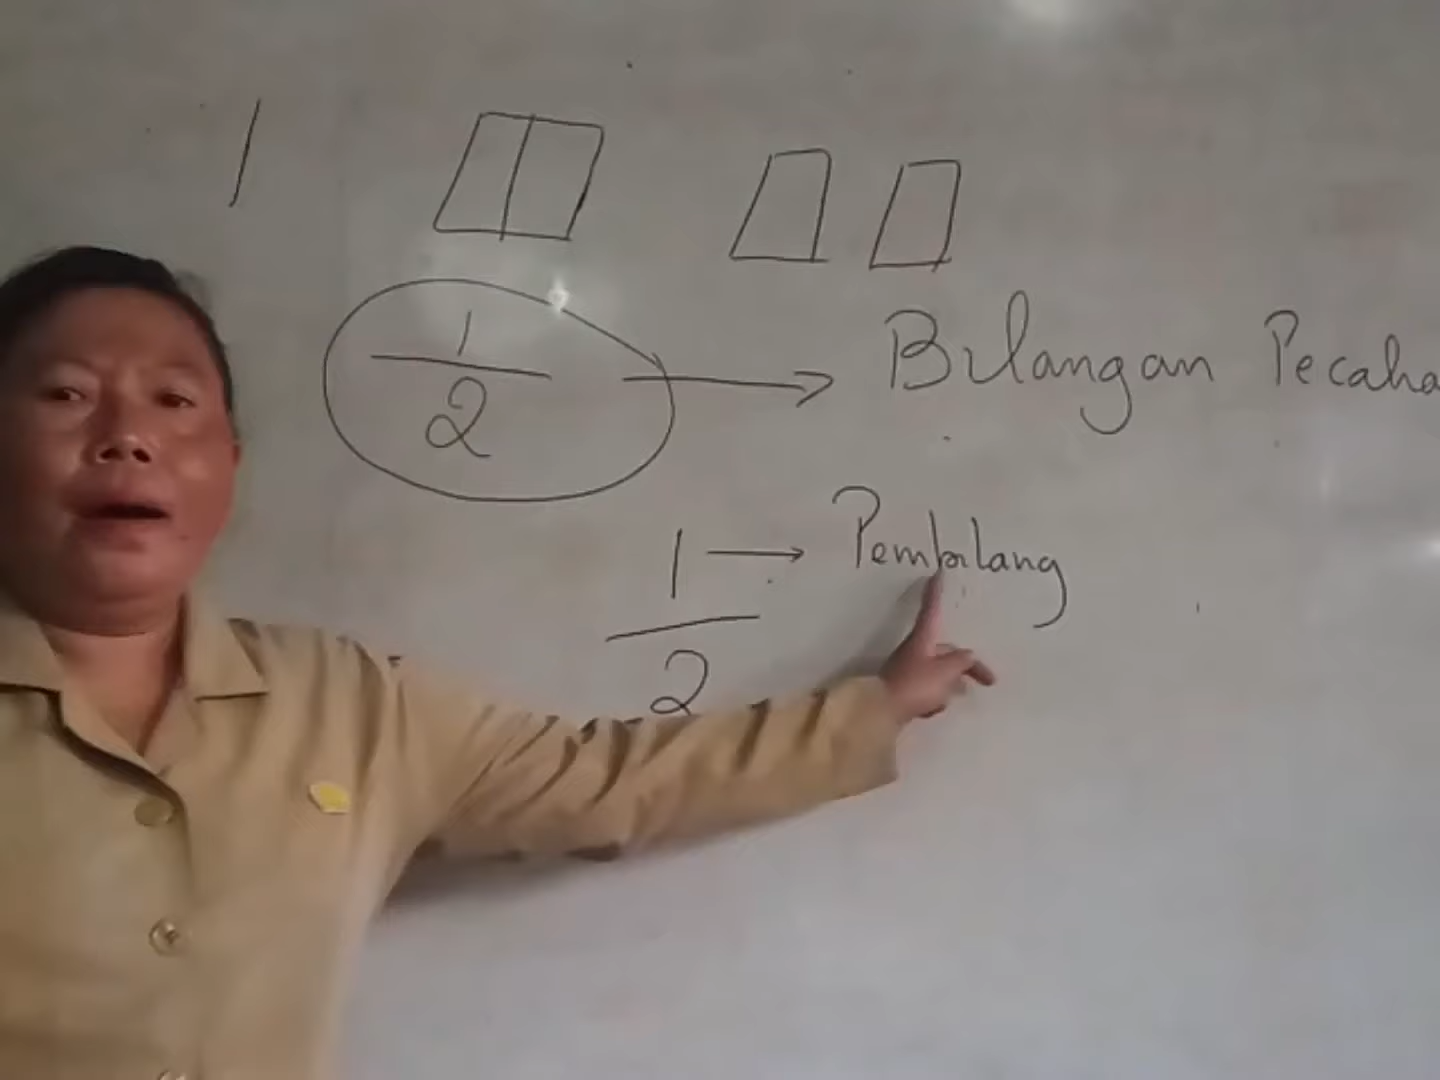 1
1/2 → Bilangan Pecaha
1 → Pembilang
2